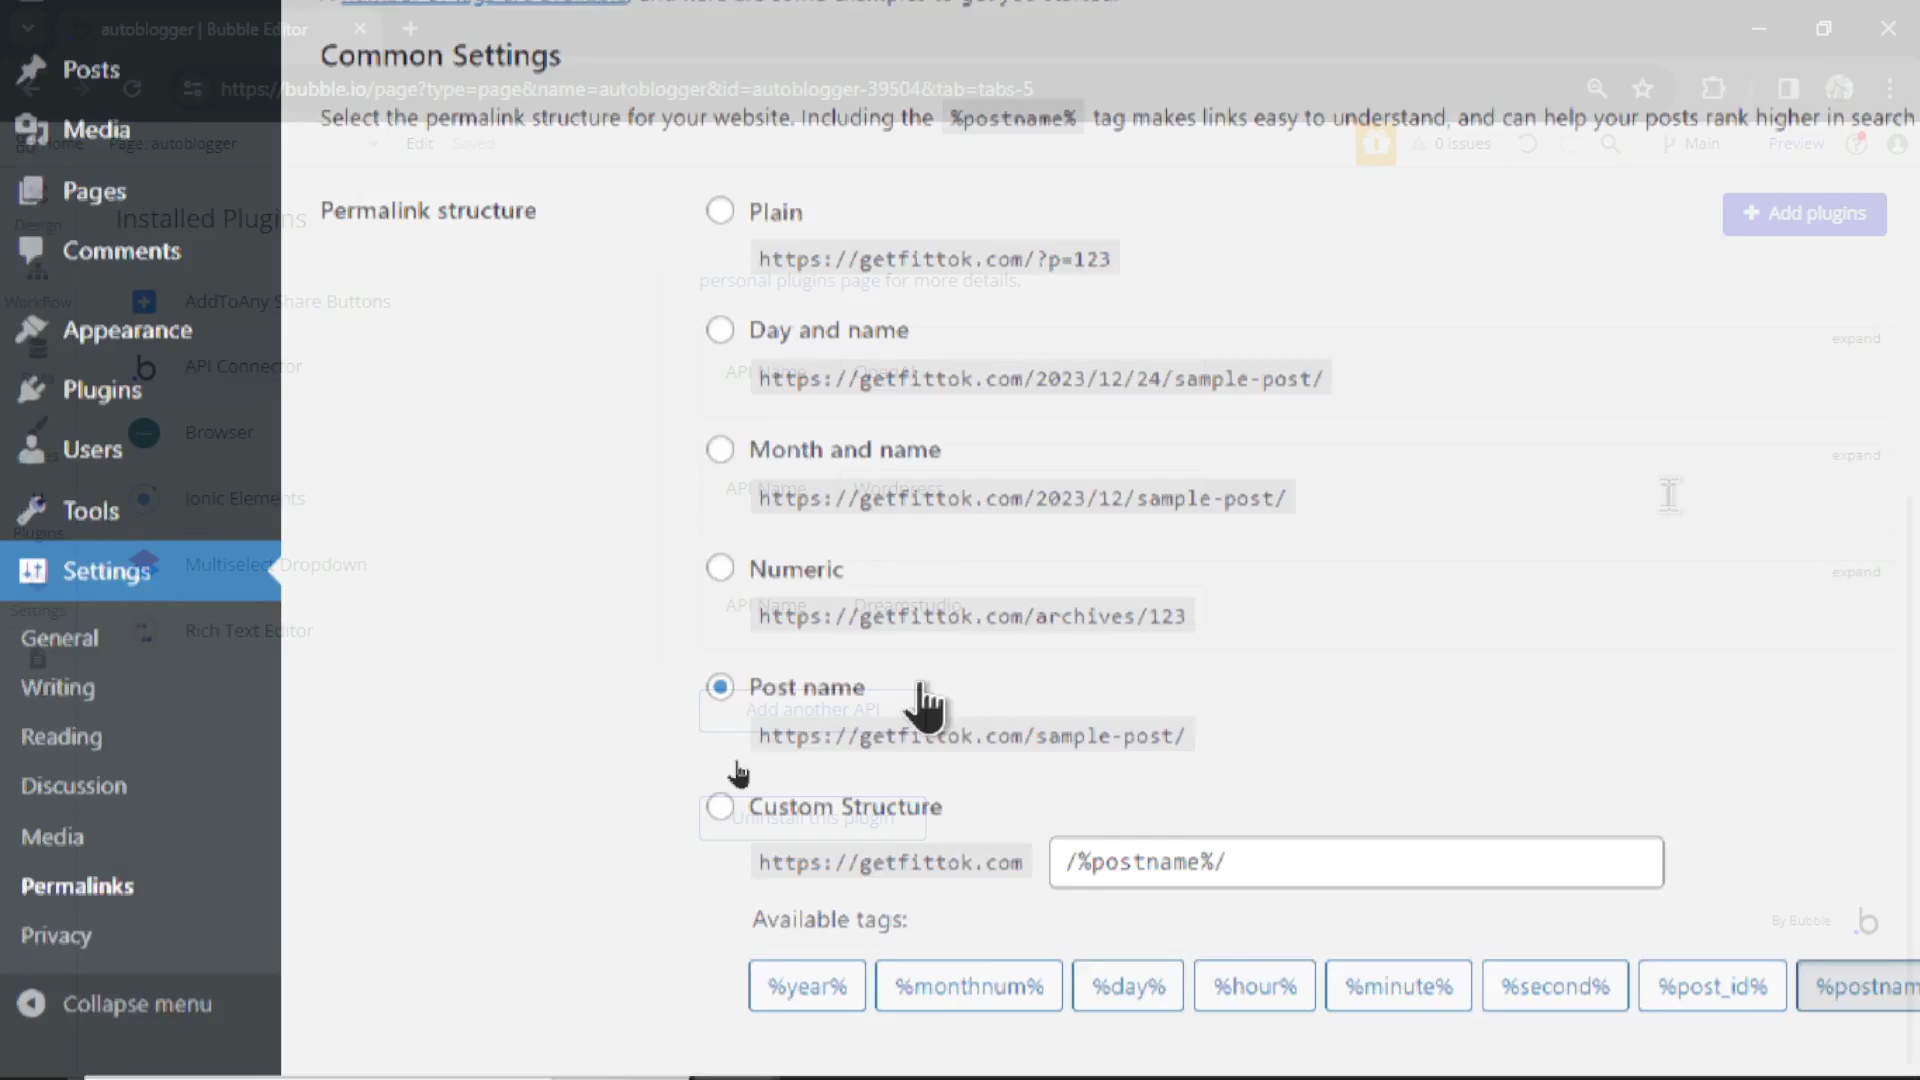 autoblogger | Bubble Editor
Common Settings
https://bubble.io/page?type=page&name=autoblogger&id=autoblogger-39504&tab=tabs-5
Select the permalink structure for your website. Including the %postname% tag makes links easy to understand, and can help your posts rank higher in search
Home Page: autoblogger Edit Saved 0 issues Main Preview
Posts
Media
Pages
Comments
Appearance
Plugins
Users
Tools
Settings
General
Writing
Reading
Discussion
Media
Permalinks
Privacy
Collapse menu
Design
Workflow
Plugins
Settings
Installed Plugins
AddToAny Share Buttons
API Connector
Browser
Ionic Elements
Multiselect Dropdown
Rich Text Editor
Permalink structure
Add plugins
Plain
https://getfittok.com/?p=123
personal plugins page for more details.
Day and name
expand
API Name OpenAI
https://getfittok.com/2023/12/24/sample-post/
Month and name
expand
API Name Wordpress
https://getfittok.com/2023/12/sample-post/
Numeric
expand
API Name Dreamstudio
https://getfittok.com/archives/123
Post name
Add another API
https://getfittok.com/sample-post/
Custom Structure
Uninstall this plugin
https://getfittok.com /%postname%/
Available tags:
By Bubble .b
%year% %monthnum% %day% %hour% %minute% %second% %post_id% %postnam